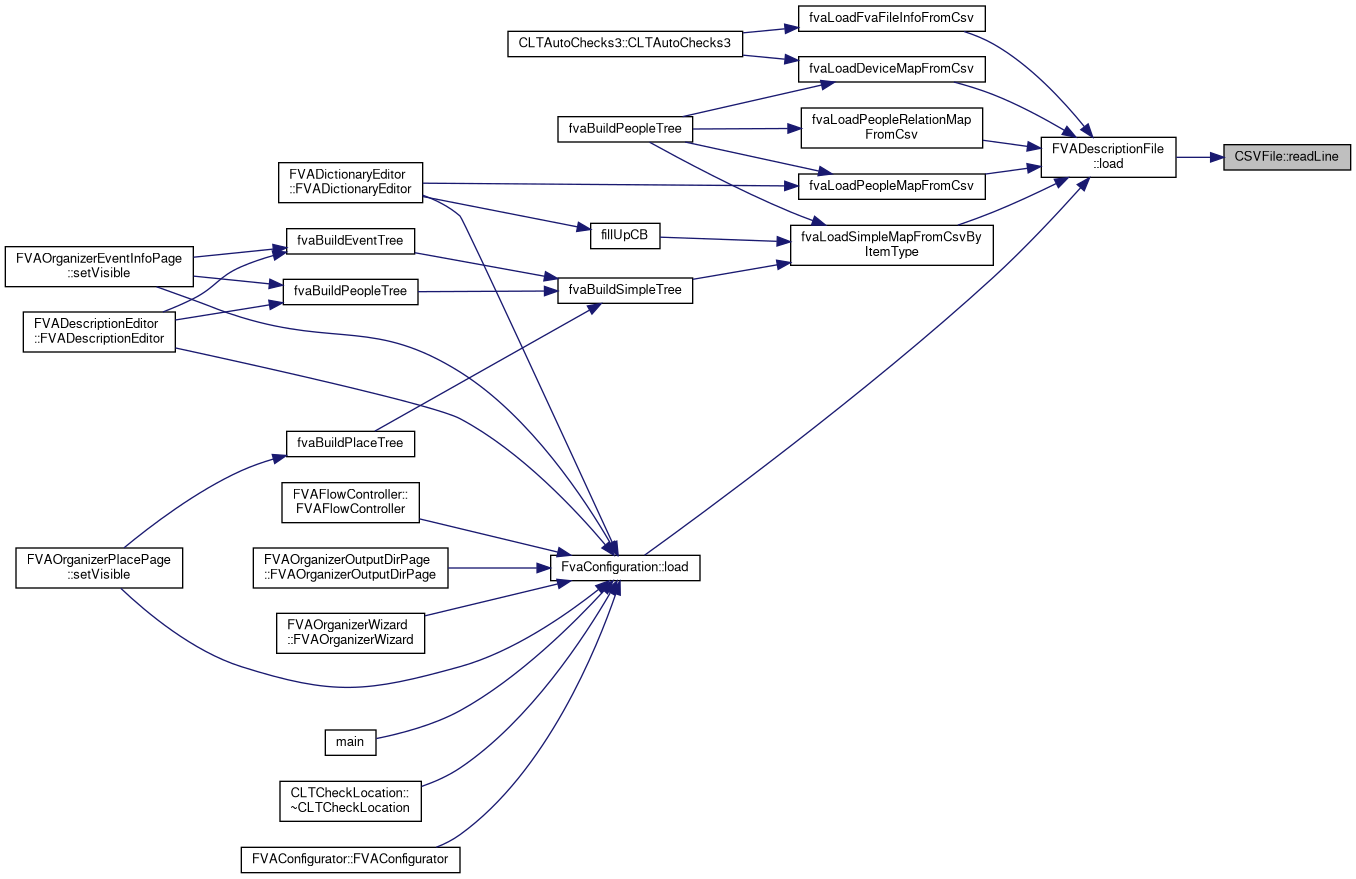 fvaLoadFvaFileInfoFromCsv
CLTAutoChecks3::CLTAutoChecks3
fvaLoadDeviceMapFromCsv
fvaBuildPeopleTree
fvaLoadPeopleRelationMap
FromCsv
FVADescriptionFile
::load
CSVFile::readLine
FVADictionaryEditor
::FVADictionaryEditor
fvaLoadPeopleMapFromCsv
fillUpCB
fvaLoadSimpleMapFromCsvBy
ItemType
fvaBuildEventTree
FVAOrganizerEventInfoPage
::setVisible
fvaBuildPeopleTree
fvaBuildSimpleTree
FVADescriptionEditor
::FVADescriptionEditor
fvaBuildPlaceTree
FVAFlowController::
FVAFlowController
FVAOrganizerPlacePage
::setVisible
FVAOrganizerOutputDirPage
::FVAOrganizerOutputDirPage
FvaConfiguration::load
FVAOrganizerWizard
::FVAOrganizerWizard
main
CLTCheckLocation::
~CLTCheckLocation
FVAConfigurator::FVAConfigurator